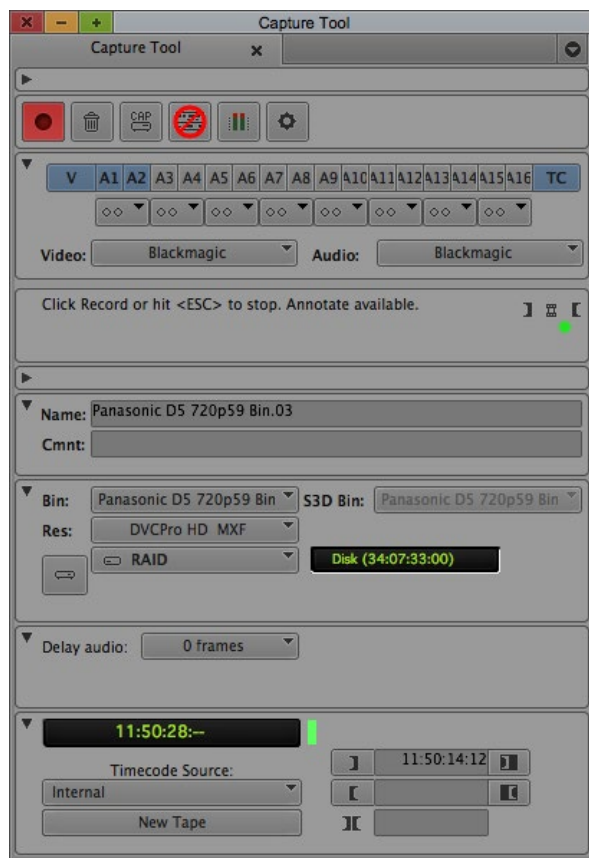 Capture Tool
Capture Tool
CAP
V A1 A2 A3 A4 A5 A6 A7 A8 A9 A10 A11 A12 A13 A14 A15 A16 TC
Video: Blackmagic Audio: Blackmagic
Click Record or hit <ESC> to stop. Annotate available.
Name: Panasonic D5 720p59 Bin.03
Cmnt:
Bin: Panasonic D5 720p59 Bin S3D Bin: Panasonic D5 720p59 Bin
Res: DVCPro HD MXF
RAID Disk (34:07:33:00)
Delay audio: 0 frames
11:50:28:--
Timecode Source: 11:50:14:12
Internal
New Tape